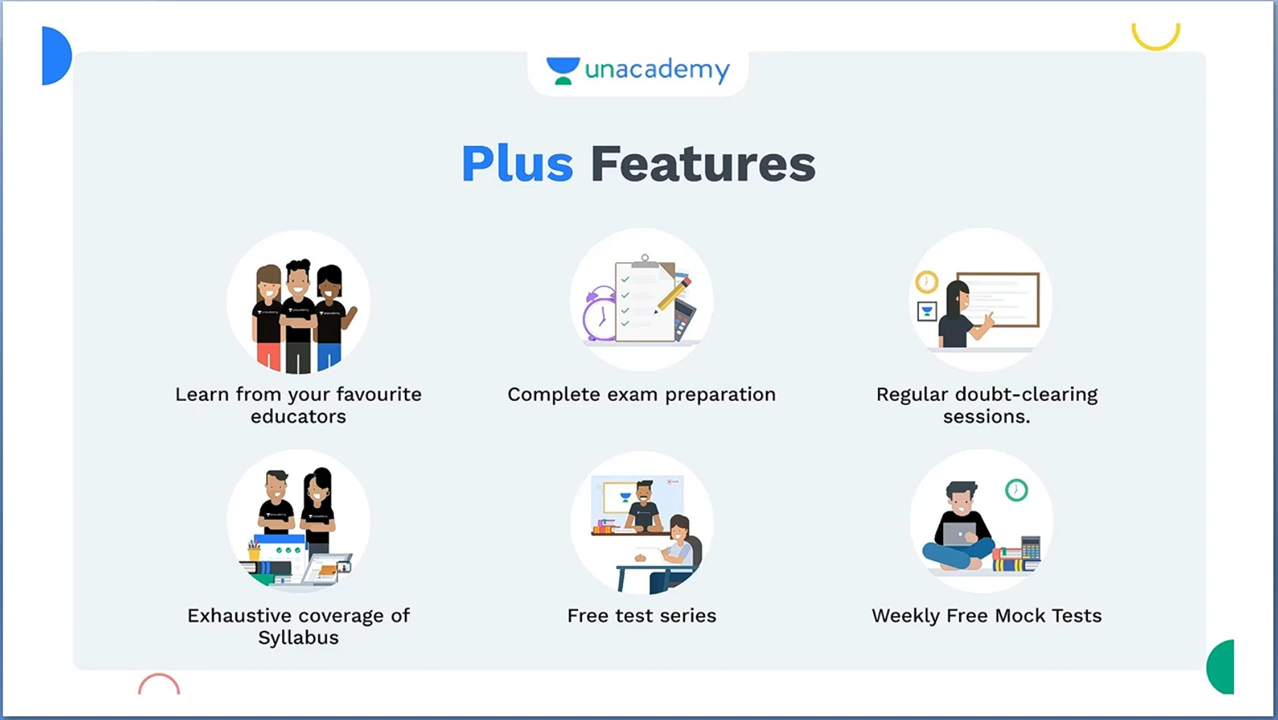 unacademy
Plus Features
Learn from your favourite
educators
Complete exam preparation
Regular doubt-clearing
sessions.
Exhaustive coverage of
Syllabus
Free test series
Weekly Free Mock Tests